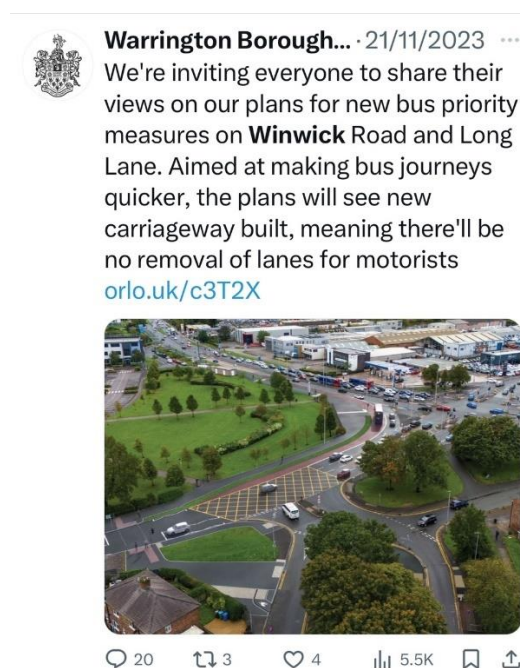 Warrington Borough... · 21/11/2023 ...
We're inviting everyone to share their
views on our plans for new bus priority
measures on Winwick Road and Long
Lane. Aimed at making bus journeys
quicker, the plans will see new
carriageway built, meaning there'll be
no removal of lanes for motorists
orlo.uk/c3T2X
20 3 4 5.5K